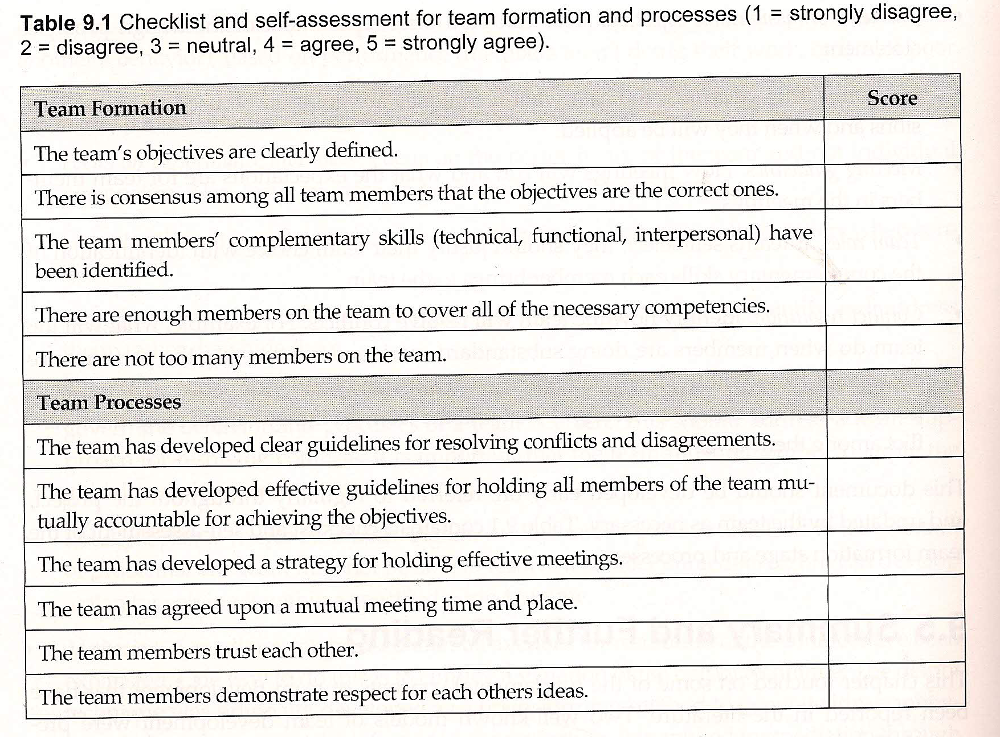 Table 9.1 Checklist and self-assessment for team formation and processes (1 = strongly disagree,
2 = disagree, 3 = neutral, 4 = agree, 5 = strongly agree).
Team Formation
Score
The team's objectives are clearly defined.
There is consensus among all team members that the objectives are the correct ones.
The team members' complementary skills (technical, functional, interpersonal) have
been identified.
There are enough members on the team to cover all of the necessary competencies.
There are not too many members on the team.
Team Processes
The team has developed clear guidelines for resolving conflicts and disagreements.
The team has developed effective guidelines for holding all members of the team mu-
tually accountable for achieving the objectives.
The team has developed a strategy for holding effective meetings.
The team has agreed upon a mutual meeting time and place.
The team members trust each other.
The team members demonstrate respect for each others ideas.